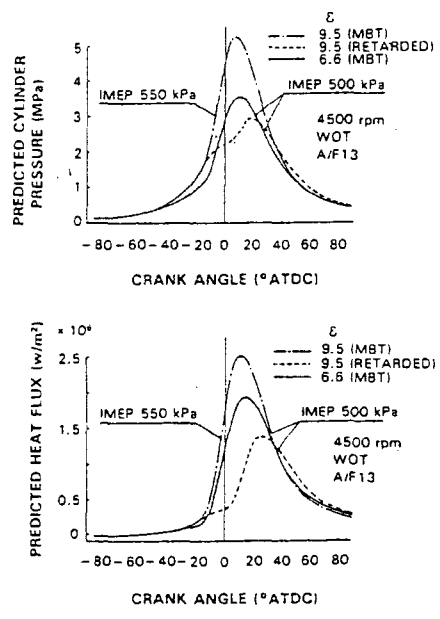 ε
9.5 (MBT)
9.5 (RETARDED)
6.6 (MBT)
IMEP 550 kPa
IMEP 500 kPa
4500 rpm
WOT
A/F13
PREDICTED CYLINDER
PRESSURE (MPa)
5
4
3
2
1
0
-80 -60 -40 -20 0 20 40 60 80
CRANK ANGLE (°ATDC)
ε
9.5 (MBT)
9.5 (RETARDED)
6.6 (MBT)
IMEP 550 kPa
IMEP 500 kPa
4500 rpm
WOT
A/F13
PREDICTED HEAT FLUX (w/m²)
× 10⁶
2.5
1.5
0.5
0
-80 -60 -40 -20 0 20 40 60 80
CRANK ANGLE (°ATDC)